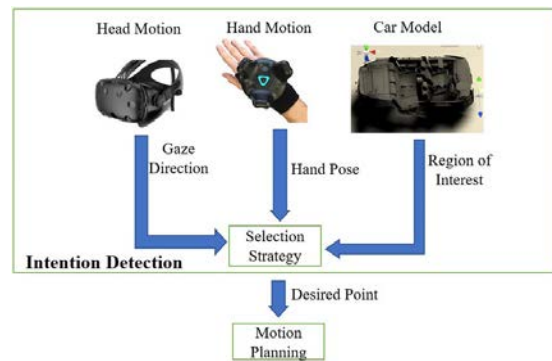 Head Motion
Hand Motion
Car Model
Gaze
Direction
Hand Pose
Region of
Interest
Selection
Strategy
Intention Detection
Desired Point
Motion
Planning